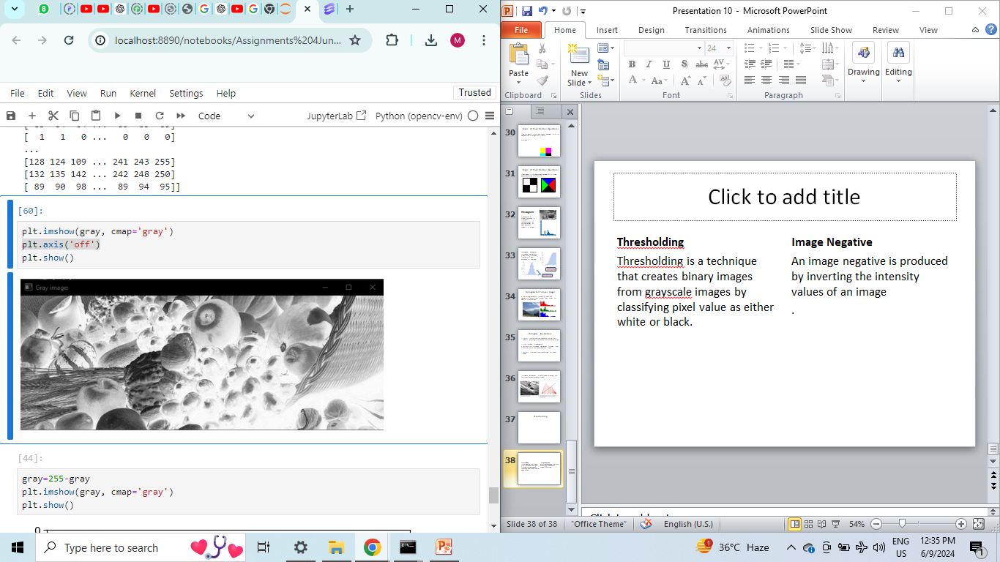 localhost:8890/notebooks/Assignments%204Jun...
M
File Edit View Run Kernel Settings Help
Trusted
Code
JupyterLab
Python (opencv-env)
[ 1 1 0 ... 0 0 0]
...
[128 124 109 ... 241 243 255]
[132 135 142 ... 242 248 250]
[ 89 90 98 ... 89 94 95]]
[60]:
plt.imshow(gray, cmap='gray')
plt.axis('off')
plt.show()
Gray image:
[44]:
gray=255-gray
plt.imshow(gray, cmap='gray')
plt.show()
0
Presentation 10 - Microsoft PowerPoint
File Home Insert Design Transitions Animations Slide Show Review View
Paste
Clipboard
New
Slide
Slides
24
B I U S abc AV
A Aa A A
Font
Paragraph
Drawing
Editing
30
31
32
33
34
35
36
37
38
Click to add title
Thresholding
Thresholding is a technique
that creates binary images
from grayscale images by
classifying pixel value as either
white or black.
Image Negative
An image negative is produced
by inverting the intensity
values of an image
.
Slide 38 of 38
"Office Theme"
English (U.S.)
54%
Type here to search
1
36°C Haze
ENG
US
12:35 PM
6/9/2024
1